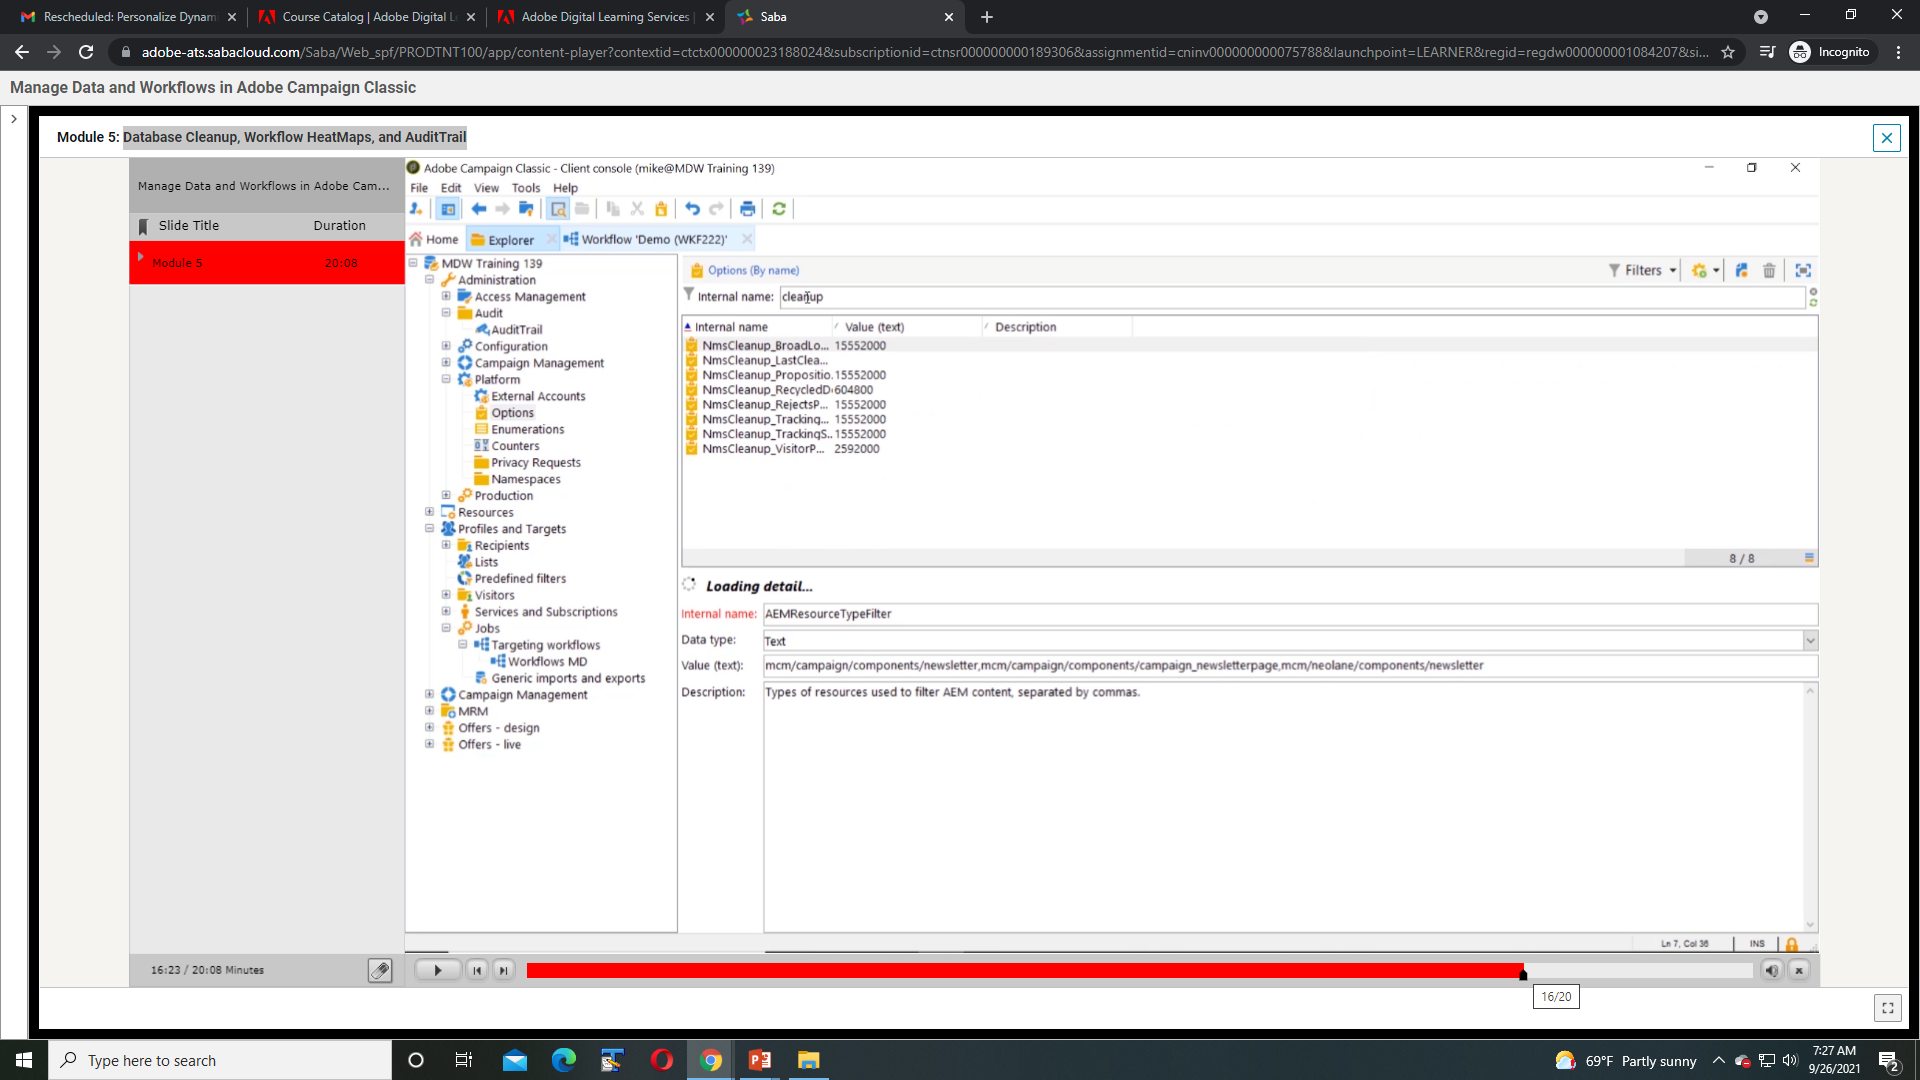 Rescheduled: Personalize Dynam
Course Catalog | Adobe Digital L
Adobe Digital Learning Services |
Saba
adobe-ats.sabacloud.com/Saba/Web_spf/PRODTNT100/app/content-player?contextid=ctctx000000023188024&subscriptionid=ctnsr000000000189306&assignmentid=cninv000000000075788&launchpoint=LEARNER&regid=regdw000000001084207&si...
Incognito
Manage Data and Workflows in Adobe Campaign Classic
Module 5: Database Cleanup, Workflow HeatMaps, and AuditTrail
Manage Data and Workflows in Adobe Cam...
Slide Title Duration
Module 5 20:08
Adobe Campaign Classic - Client console (mike@MDW Training 139)
File Edit View Tools Help
Home Explorer Workflow 'Demo (WKF222)'
MDW Training 139
Administration
Access Management
Audit
AuditTrail
Configuration
Campaign Management
Platform
External Accounts
Options
Enumerations
Counters
Privacy Requests
Namespaces
Production
Resources
Profiles and Targets
Recipients
Lists
Predefined filters
Visitors
Services and Subscriptions
Jobs
Targeting workflows
Workflows MD
Generic imports and exports
Campaign Management
MRM
Offers - design
Offers - live
Options (By name)
Filters
Internal name: cleanup
Internal name Value (text) Description
NmsCleanup_BroadLo... 15552000
NmsCleanup_LastClea...
NmsCleanup_Propositio. 15552000
NmsCleanup_RecycledD 604800
NmsCleanup_RejectsP... 15552000
NmsCleanup_Tracking... 15552000
NmsCleanup_TrackingS.. 15552000
NmsCleanup_VisitorP... 2592000
8 / 8
Loading detail...
Internal name: AEMResourceTypeFilter
Data type: Text
Value (text): mcm/campaign/components/newsletter,mcm/campaign/components/campaign_newsletterpage,mcm/neolane/components/newsletter
Description: Types of resources used to filter AEM content, separated by commas.
Ln 7, Col 36 INS
16:23 / 20:08 Minutes
16/20
Type here to search
69°F Partly sunny
7:27 AM
9/26/2021
2